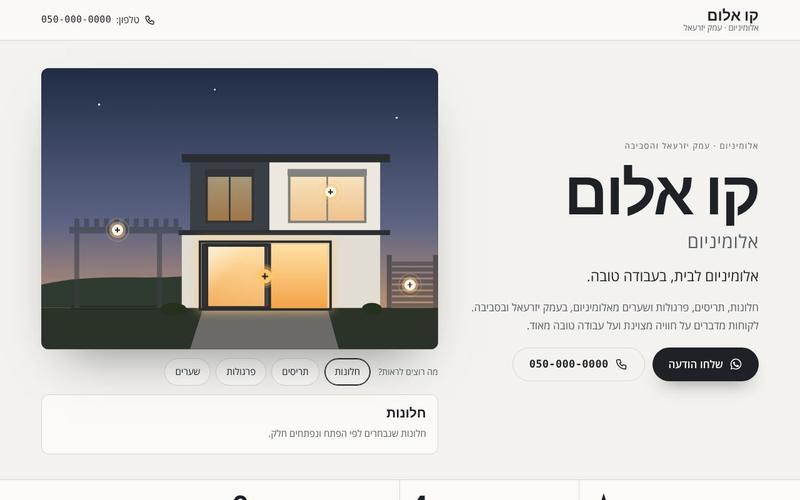 קו אלום
אלומיניום · עמק יזרעאל
טלפון: 050-000-0000
אלומיניום · עמק יזרעאל והסביבה
קו אלום
אלומיניום
אלומיניום לבית, בעבודה טובה.
חלונות, תריסים, פרגולות ושערים מאלומיניום, בעמק יזרעאל ובסביבה.
לקוחות מדברים על חוויה מצוינת ועל עבודה טובה מאוד.
שלחו הודעה
050-000-0000
מה רוצים לראות?
חלונות
תריסים
פרגולות
שערים
חלונות
חלונות שנבחרים לפי הפתח ונפתחים חלק.